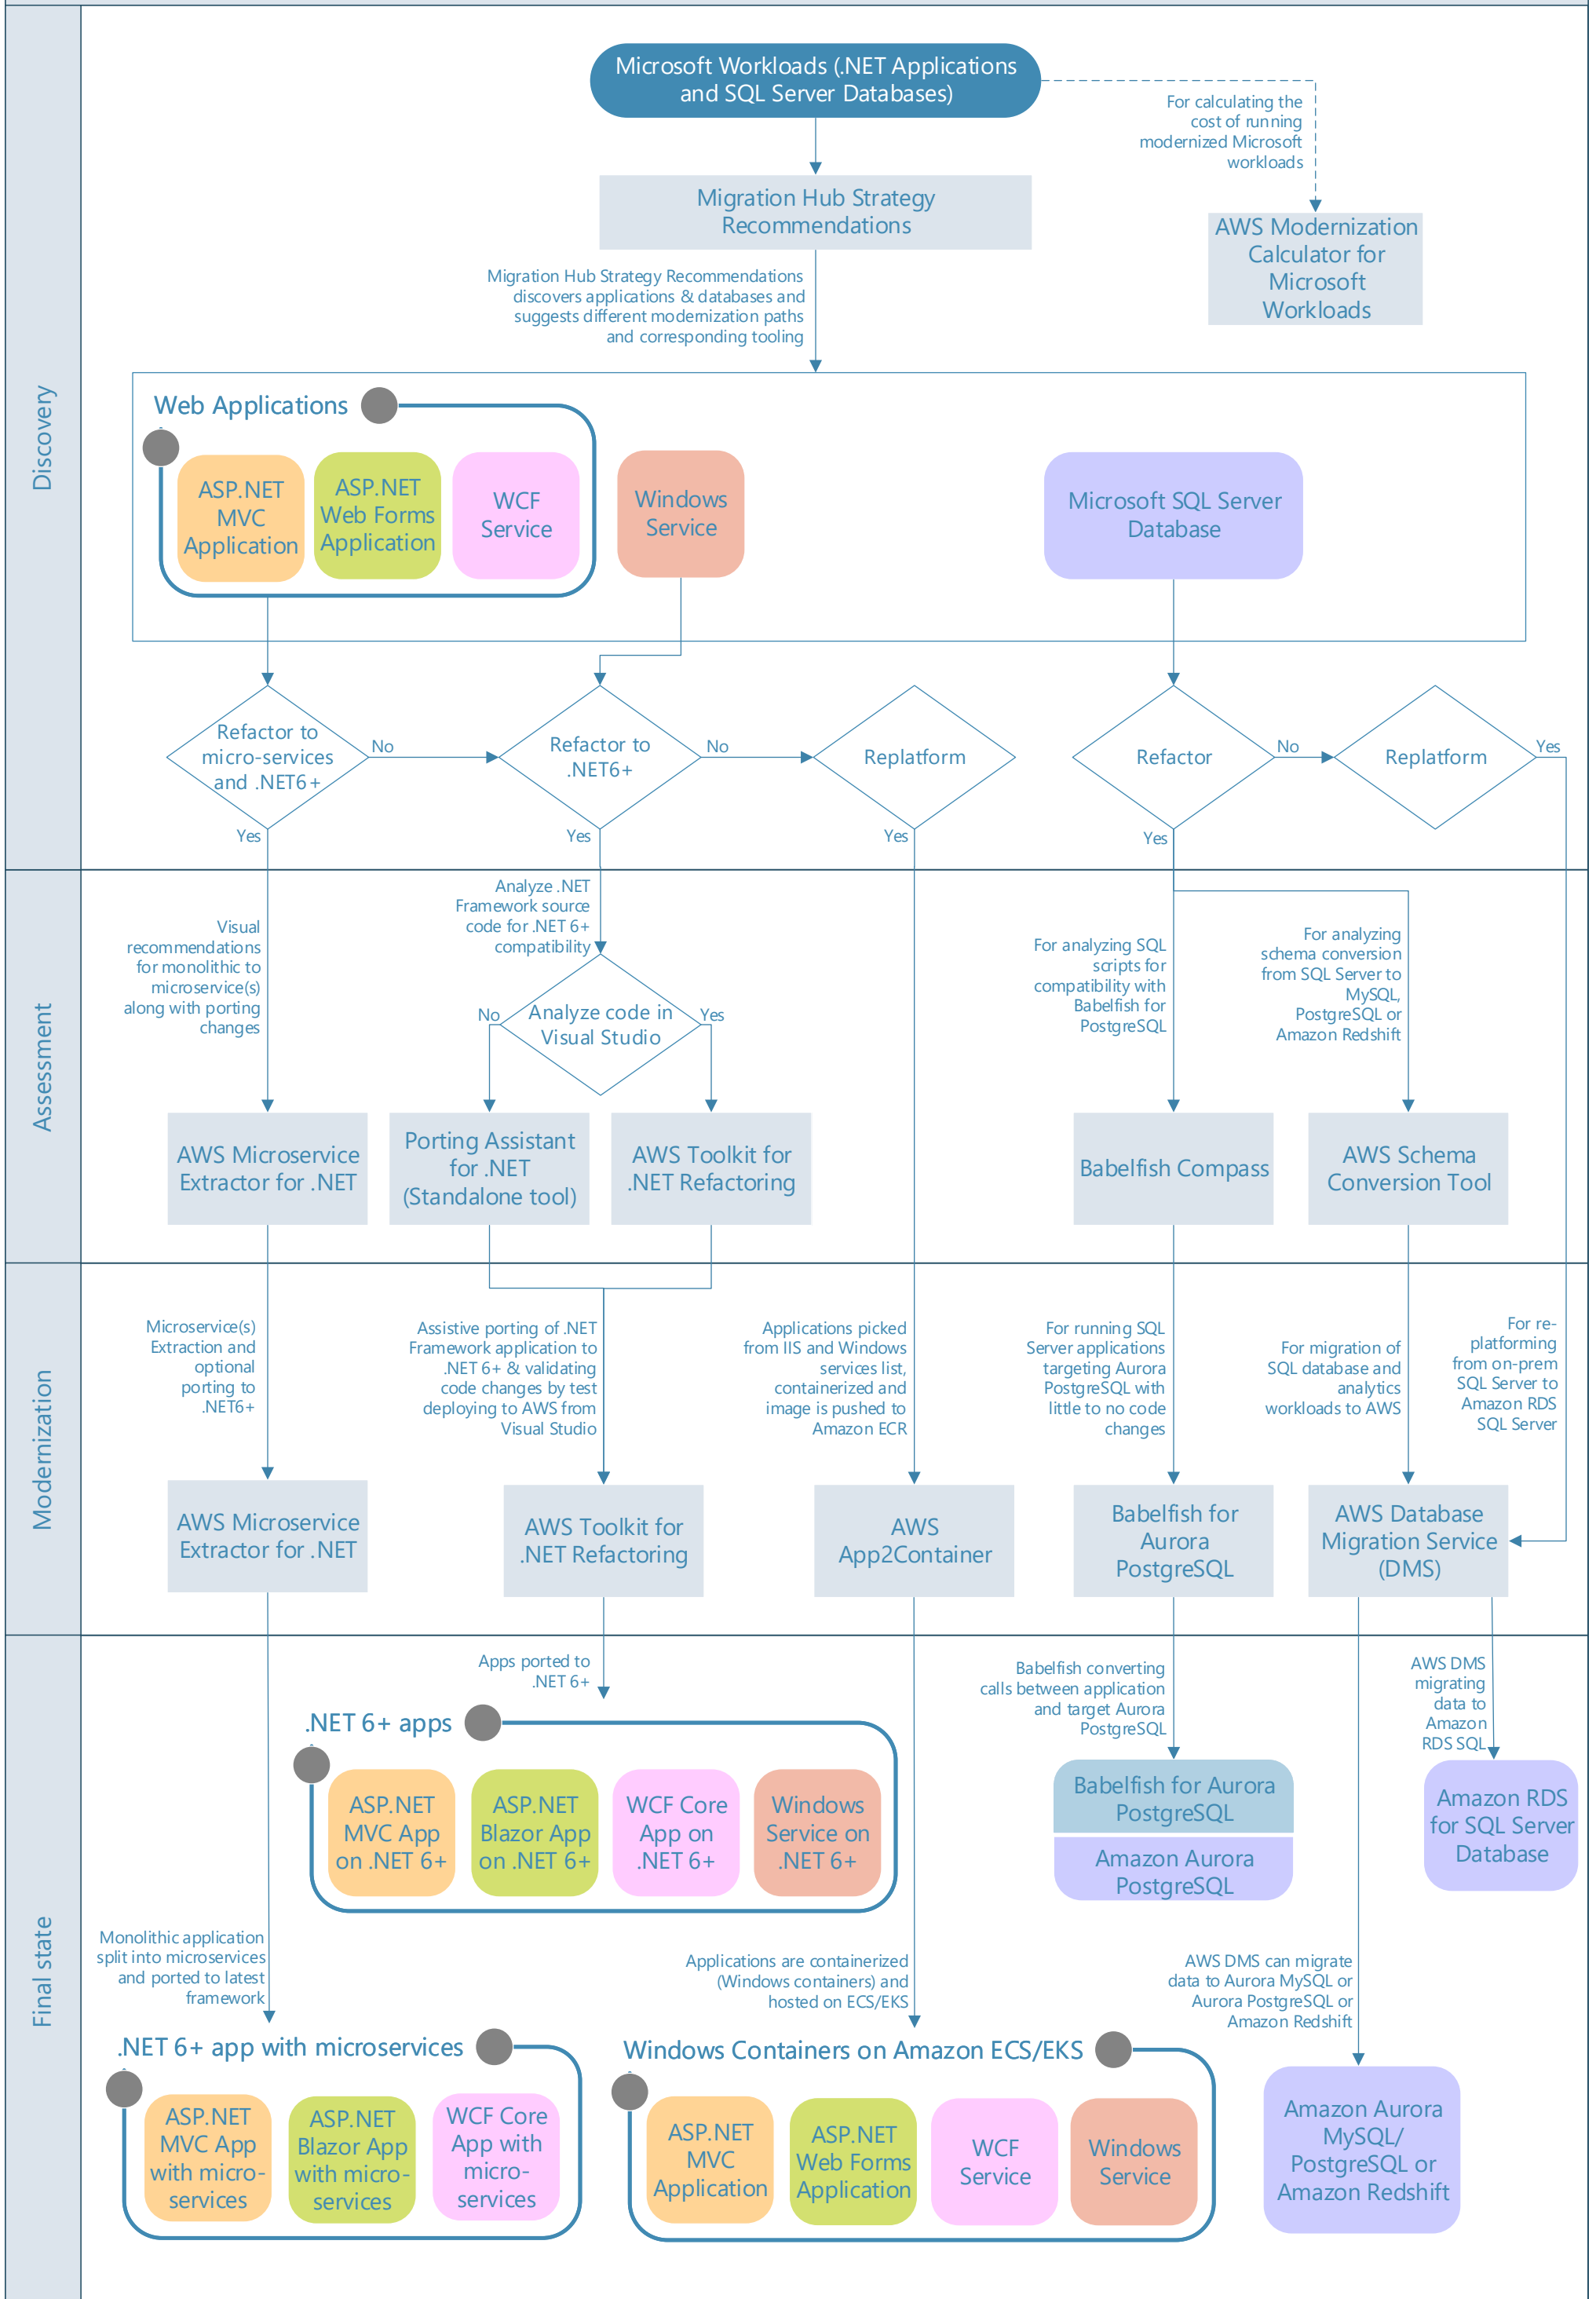 Discovery
Microsoft Workloads (.NET Applications
and SQL Server Databases)
For calculating the
cost of running
modernized Microsoft
workloads
Migration Hub Strategy
Recommendations
AWS Modernization
Calculator for
Microsoft
Workloads
Migration Hub Strategy Recommendations
discovers applications & databases and
suggests different modernization paths
and corresponding tooling
Web Applications
ASP.NET
MVC
Application
ASP.NET
Web Forms
Application
WCF
Service
Windows
Service
Microsoft SQL Server
Database
Refactor to
micro-services
and .NET6+
No
Yes
Refactor to
.NET6+
No
Yes
Replatform
Yes
Refactor
No
Yes
Replatform
Yes
Assessment
Visual
recommendations
for monolithic to
microservice(s)
along with porting
changes
Analyze .NET
Framework source
code for .NET 6+
compatibility
No
Analyze code in
Visual Studio
Yes
For analyzing SQL
scripts for
compatibility with
Babelfish for
PostgreSQL
For analyzing
schema conversion
from SQL Server to
MySQL,
PostgreSQL or
Amazon Redshift
AWS Microservice
Extractor for .NET
Porting Assistant
for .NET
(Standalone tool)
AWS Toolkit for
.NET Refactoring
Babelfish Compass
AWS Schema
Conversion Tool
Modernization
Microservice(s)
Extraction and
optional
porting to
.NET6+
Assistive porting of .NET
Framework application to
.NET 6+ & validating
code changes by test
deploying to AWS from
Visual Studio
Applications picked
from IIS and Windows
services list,
containerized and
image is pushed to
Amazon ECR
For running SQL
Server applications
targeting Aurora
PostgreSQL with
little to no code
changes
For migration of
SQL database and
analytics
workloads to AWS
For re-
platforming
from on-prem
SQL Server to
Amazon RDS
SQL Server
AWS Microservice
Extractor for .NET
AWS Toolkit for
.NET Refactoring
AWS
App2Container
Babelfish for
Aurora
PostgreSQL
AWS Database
Migration Service
(DMS)
Final state
Apps ported to
.NET 6+
Babelfish converting
calls between application
and target Aurora
PostgreSQL
AWS DMS
migrating
data to
Amazon
RDS SQL
.NET 6+ apps
ASP.NET
MVC App
on .NET 6+
ASP.NET
Blazor App
on .NET 6+
WCF Core
App on
.NET 6+
Windows
Service on
.NET 6+
Babelfish for Aurora
PostgreSQL
Amazon Aurora
PostgreSQL
Amazon RDS
for SQL Server
Database
Monolithic application
split into microservices
and ported to latest
framework
Applications are containerized
(Windows containers) and
hosted on ECS/EKS
AWS DMS can migrate
data to Aurora MySQL or
Aurora PostgreSQL or
Amazon Redshift
.NET 6+ app with microservices
ASP.NET
MVC App
with micro-
services
ASP.NET
Blazor App
with micro-
services
WCF Core
App with
micro-
services
Windows Containers on Amazon ECS/EKS
ASP.NET
MVC
Application
ASP.NET
Web Forms
Application
WCF
Service
Windows
Service
Amazon Aurora
MySQL/
PostgreSQL or
Amazon Redshift